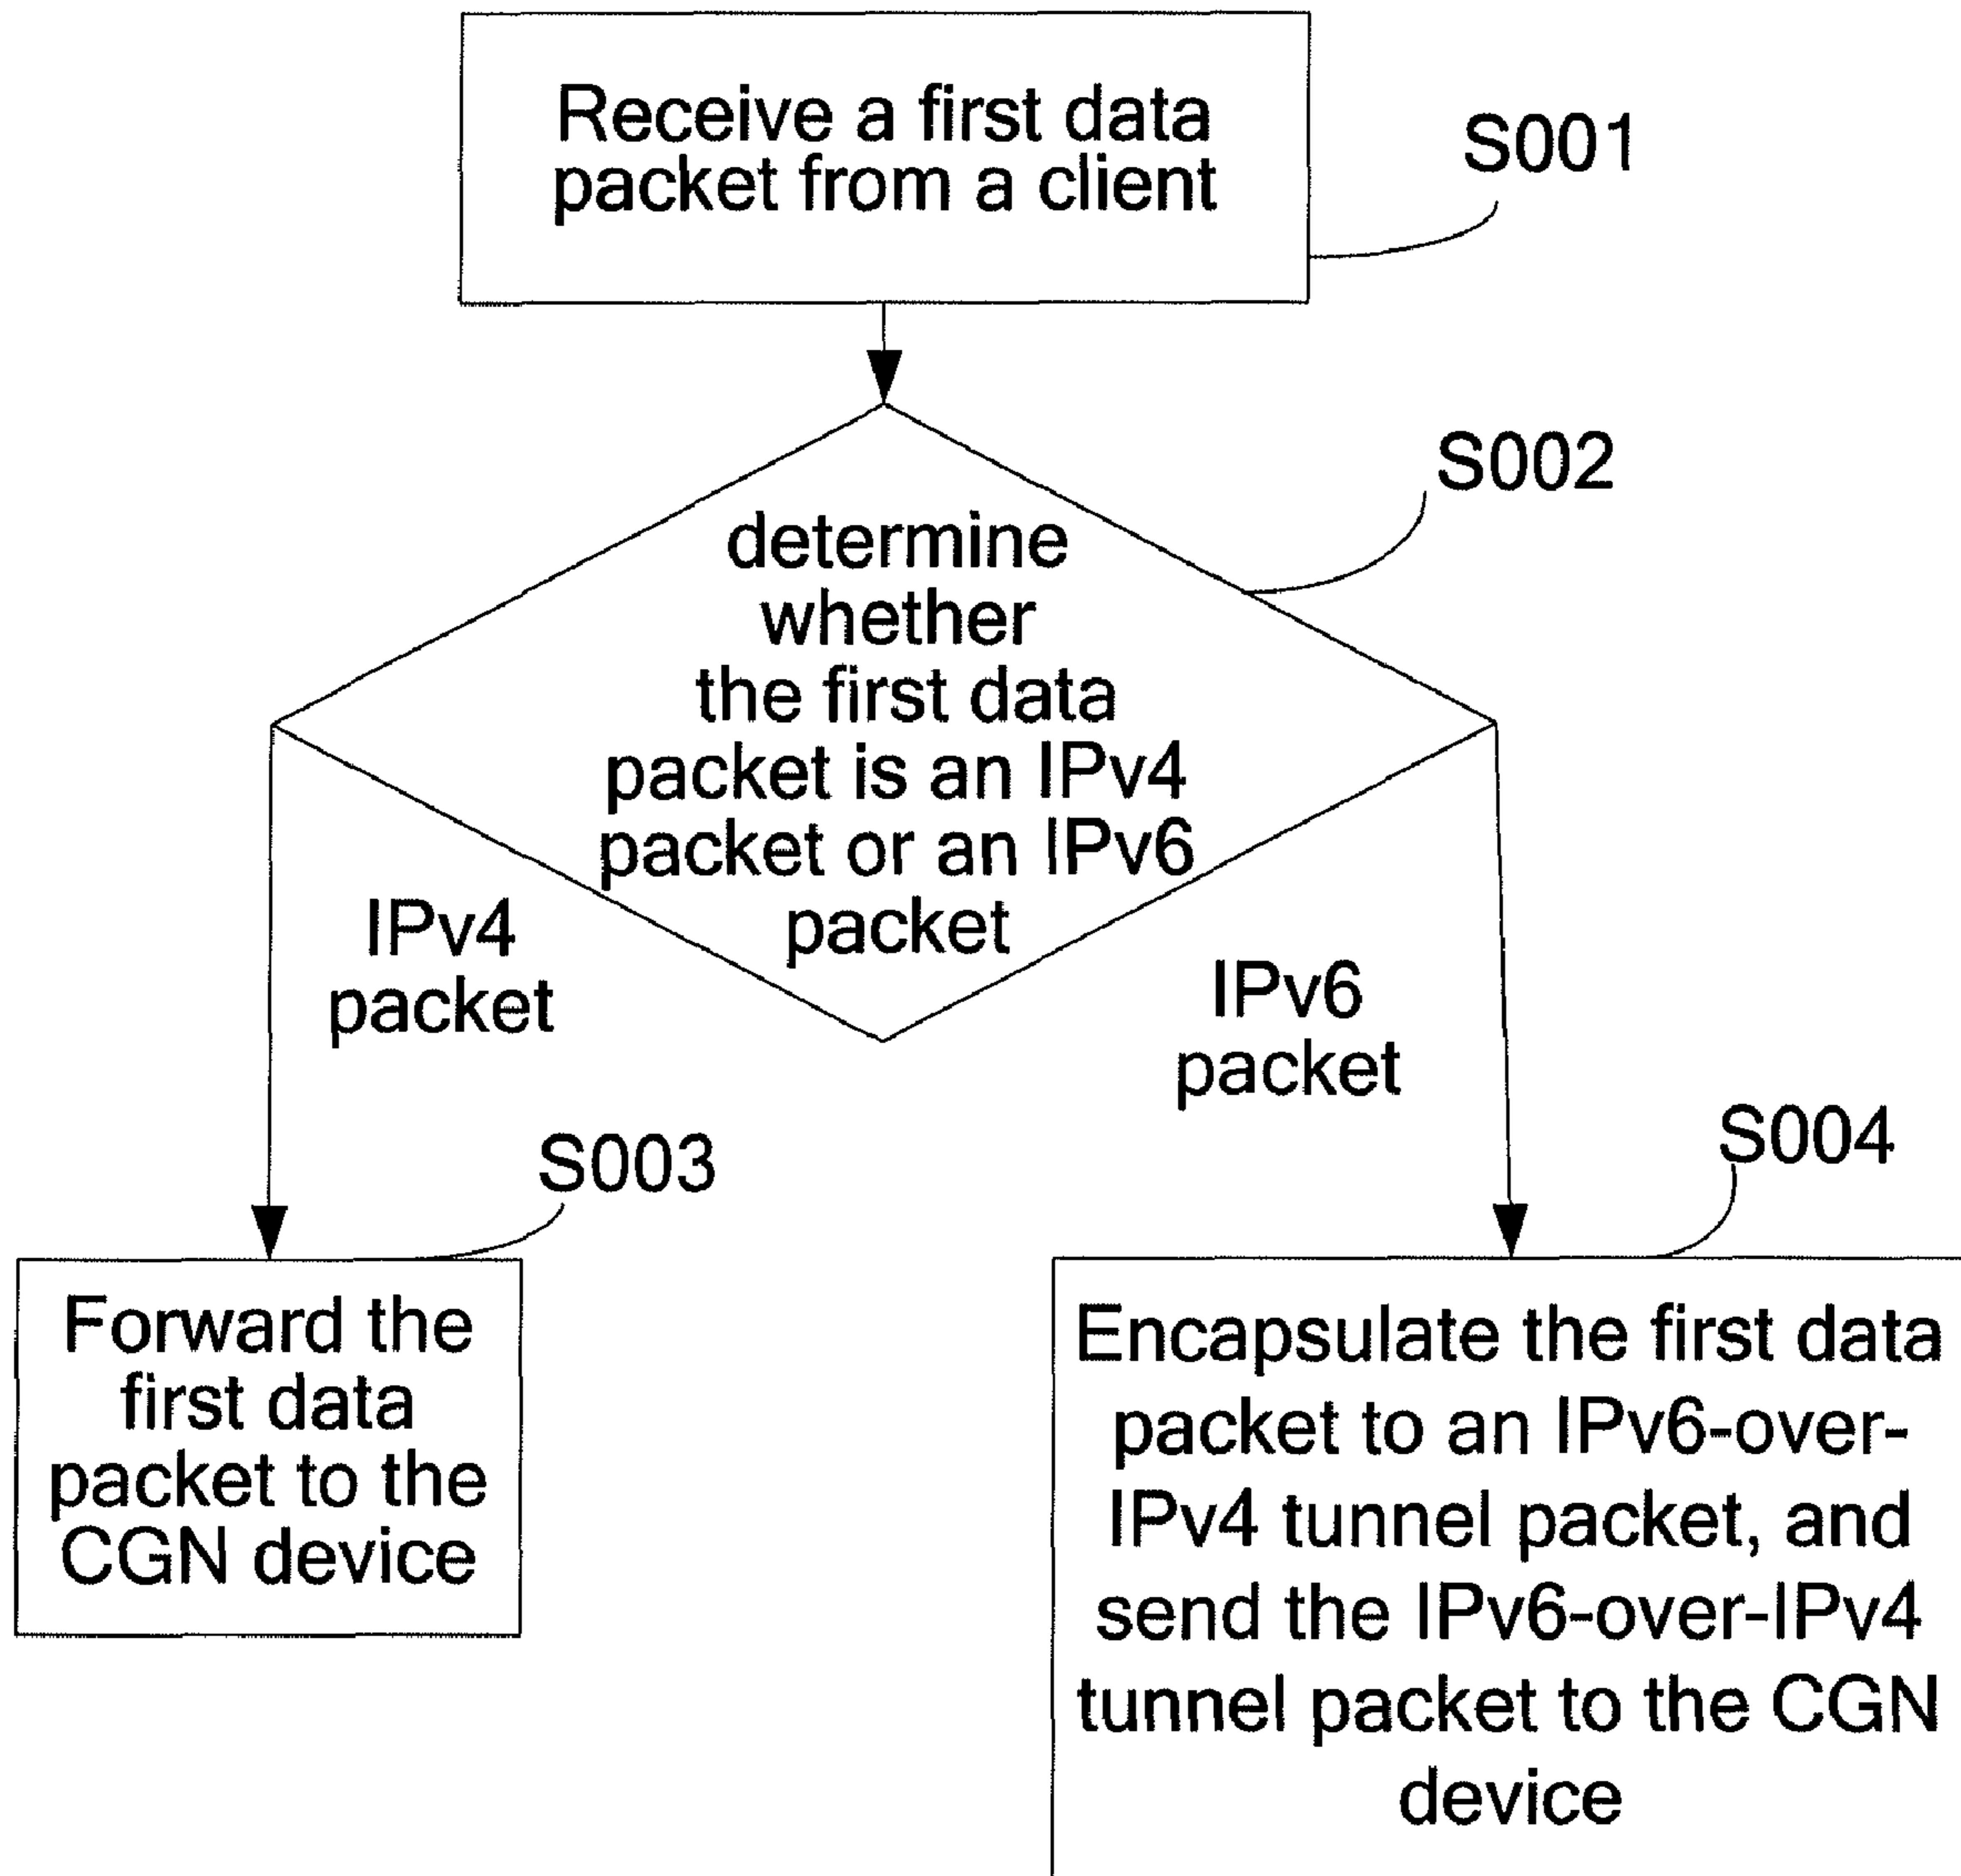 Receive a first data
packet from a client
S001
S002
determine
whether
the first data
packet is an IPv4
packet or an IPv6
packet
IPv4
packet
IPv6
packet
S003
S004
Forward the
first data
packet to the
CGN device
Encapsulate the first data
packet to an IPv6-over-
IPv4 tunnel packet, and
send the IPv6-over-IPv4
tunnel packet to the CGN
device